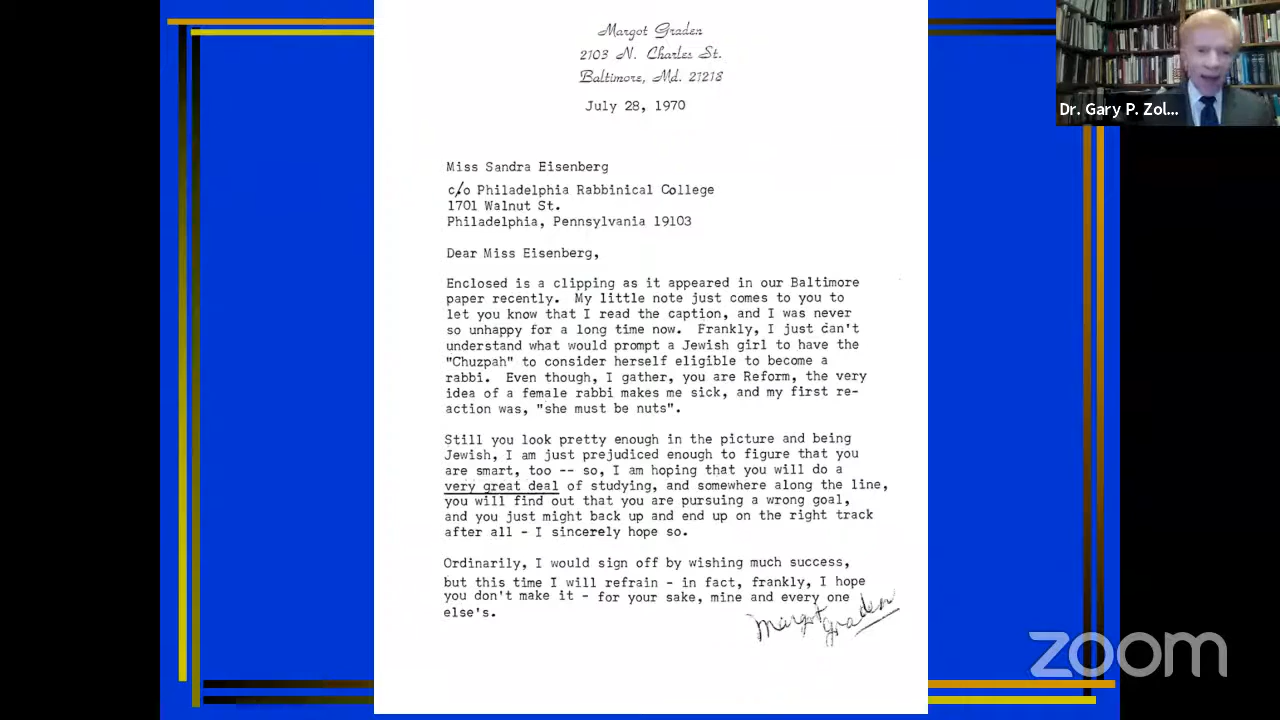 Margot Graden
2103 N. Charles St.
Baltimore, Md. 21218
July 28, 1970
Miss Sandra Eisenberg
c/o Philadelphia Rabbinical College
1701 Walnut St.
Philadelphia, Pennsylvania 19103
Dear Miss Eisenberg,
Enclosed is a clipping as it appeared in our Baltimore
paper recently. My little note just comes to you to
let you know that I read the caption, and I was never
so unhappy for a long time now. Frankly, I just can't
understand what would prompt a Jewish girl to have the
"Chuzpah" to consider herself eligible to become a
rabbi. Even though, I gather, you are Reform, the very
idea of a female rabbi makes me sick, and my first re-
action was, "she must be nuts".
Still you look pretty enough in the picture and being
Jewish, I am just prejudiced enough to figure that you
are smart, too -- so, I am hoping that you will do a
very great deal of studying, and somewhere along the line,
you will find out that you are pursuing a wrong goal,
and you just might back up and end up on the right track
after all - I sincerely hope so.
Ordinarily, I would sign off by wishing much success,
but this time I will refrain - in fact, frankly, I hope
you don't make it - for your sake, mine and every one
else's.
Margot Graden
Dr. Gary P. Zol...
zoom